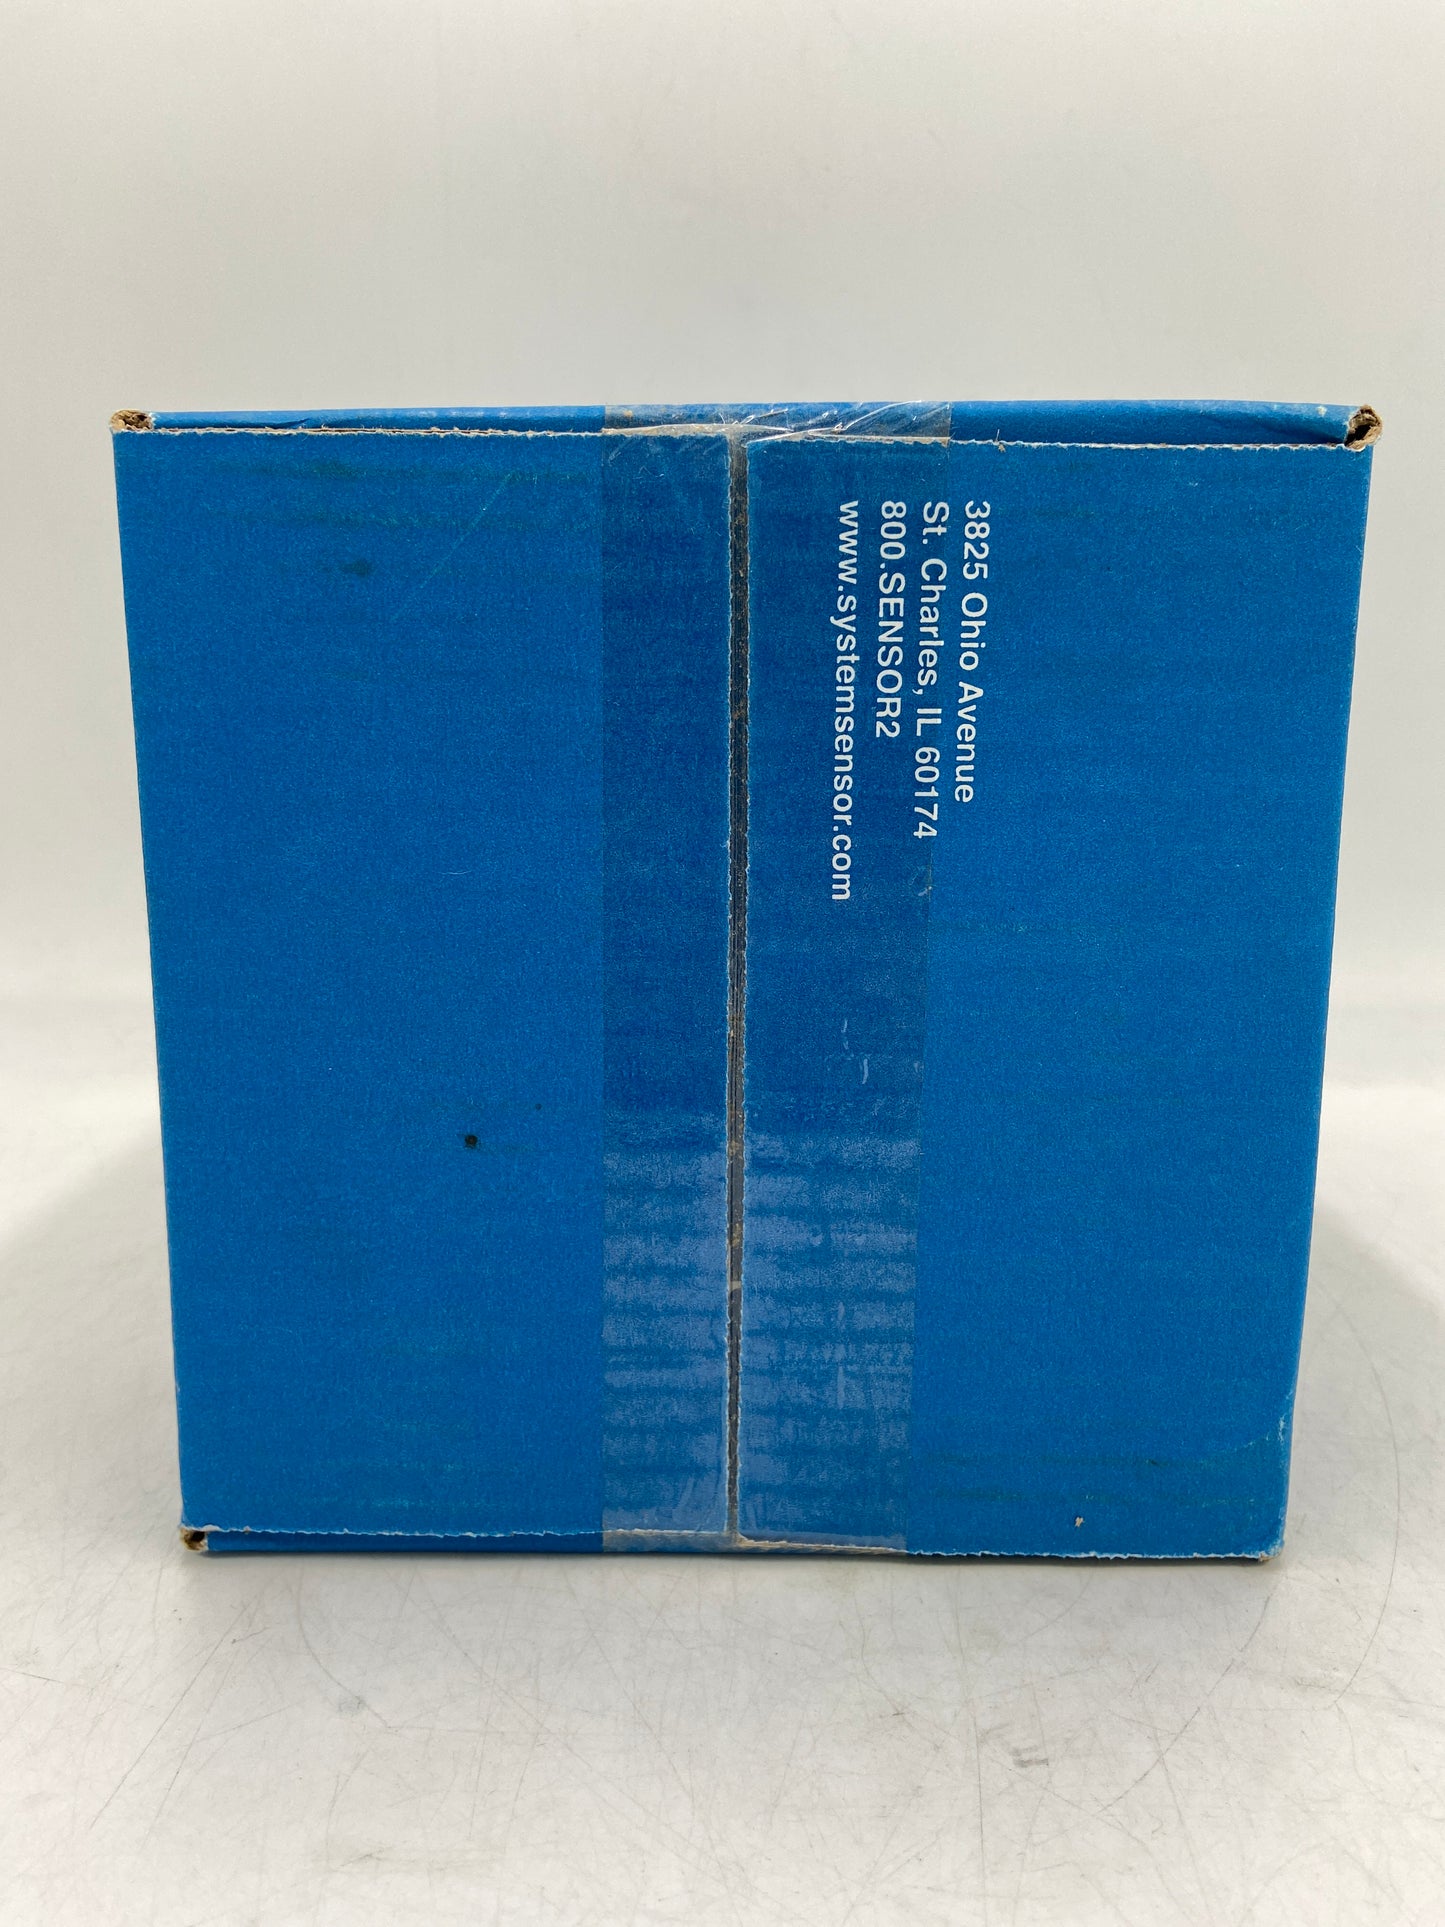 3825 Ohio Avenue
St. Charles, IL 60174
800.SENSOR2
www.systemsensor.com